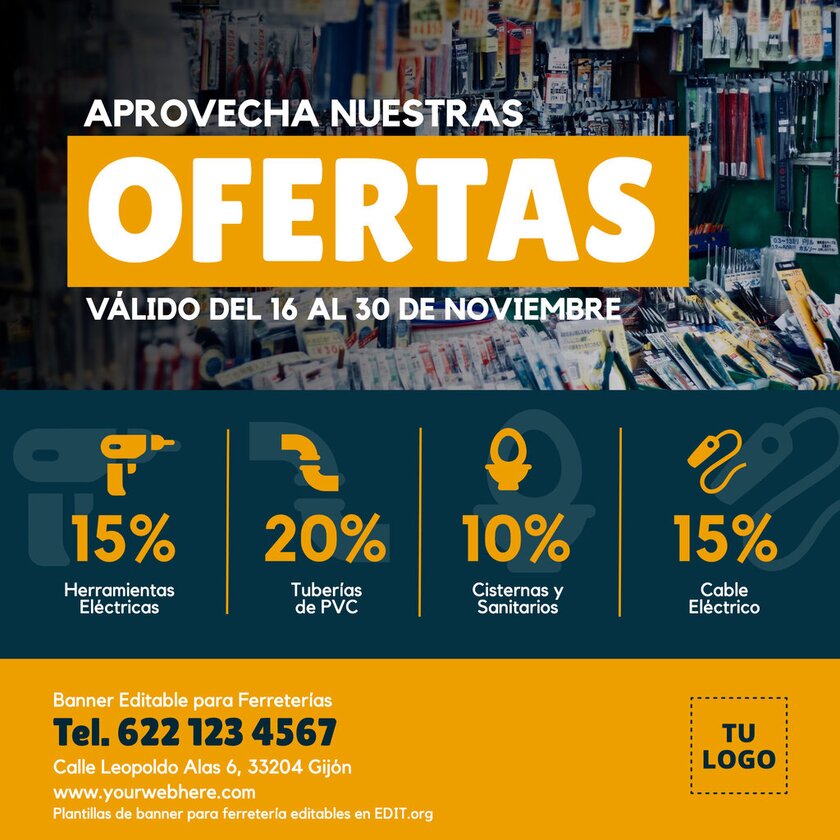 APROVECHA NUESTRAS
OFERTAS
VÁLIDO DEL 16 AL 30 DE NOVIEMBRE
15%
Herramientas
Eléctricas
20%
Tuberías
de PVC
10%
Cisternas y
Sanitarios
15%
Cable
Eléctrico
Banner Editable para Ferreterías
Tel. 622 123 4567
Calle Leopoldo Alas 6, 33204 Gijón
www.yourwebhere.com
Plantillas de banner para ferretería editables en EDIT.org
TU
LOGO